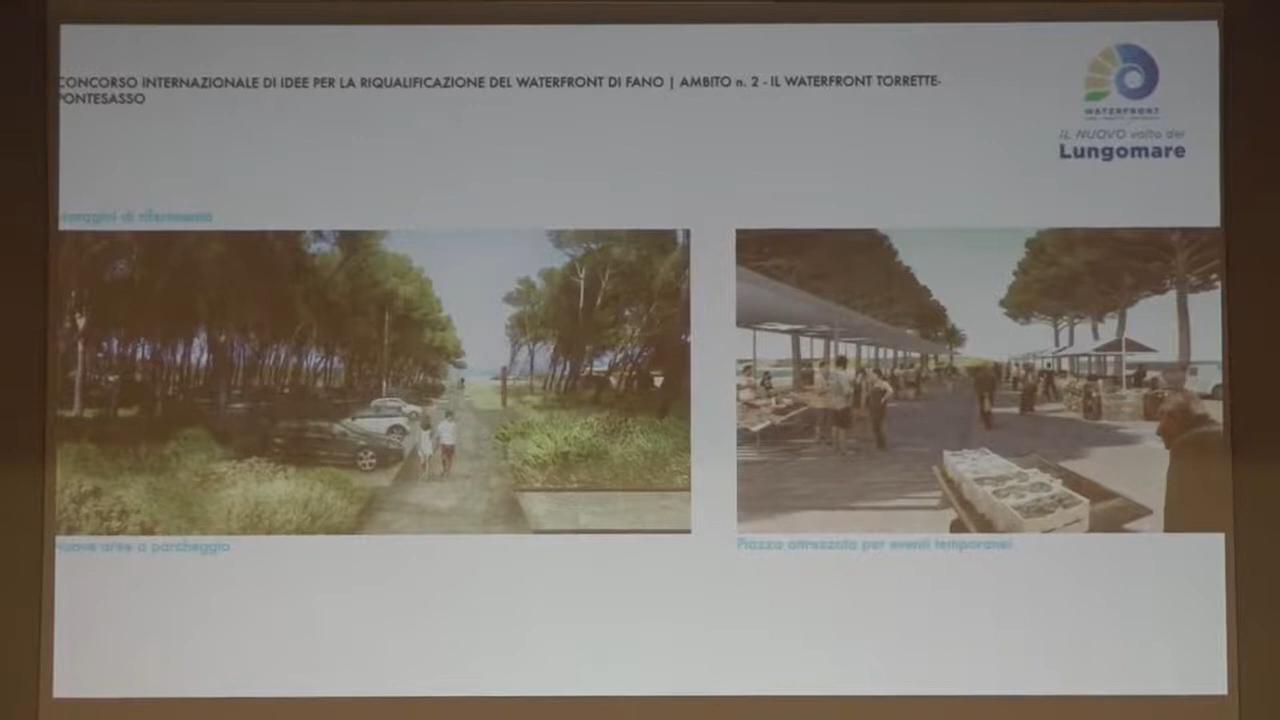 CONCORSO INTERNAZIONALE DI IDEE PER LA RIQUALIFICAZIONE DEL WATERFRONT DI FANO | AMBITO n. 2 - IL WATERFRONT TORRETTE-
PONTESASSO
WATERFRONT
IL NUOVO volto del
Lungomare
Immagini di riferimento
Nuove aree a parcheggio
Piazza attrezzata per eventi temporanei